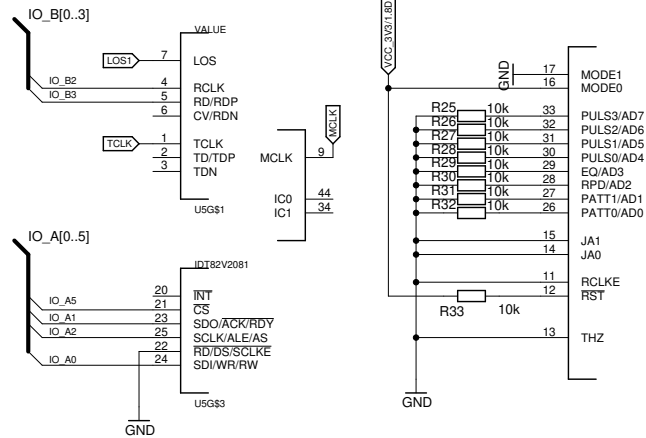 IO_B[0..3]
VALUE
LOS1
7
LOS
IO_B2
4
RCLK
IO_B3
5
RD/RDP
6
CV/RDN
TCLK
1
TCLK
2
TD/TDP
3
TDN
U5G$1
MCLK
MCLK
9
IC0
44
IC1
34
IO_A[0..5]
IDT82V2081
20
INT
IO_A5
21
CS
IO_A1
23
SDO/ACK/RDY
IO_A2
25
SCLK/ALE/AS
22
RD/DS/SCLKE
IO_A0
24
SDI/WR/RW
U5G$3
GND
VCC_3V3/1.8D
GND
17
MODE1
16
MODE0
R25
10k
33
PULS3/AD7
R26
10k
32
PULS2/AD6
R27
10k
31
PULS1/AD5
R28
10k
30
PULS0/AD4
R29
10k
29
EQ/AD3
R30
10k
28
RPD/AD2
R31
10k
27
PATT1/AD1
R32
10k
26
PATT0/AD0
15
JA1
14
JA0
11
RCLKE
R33
10k
12
RST
13
THZ
GND